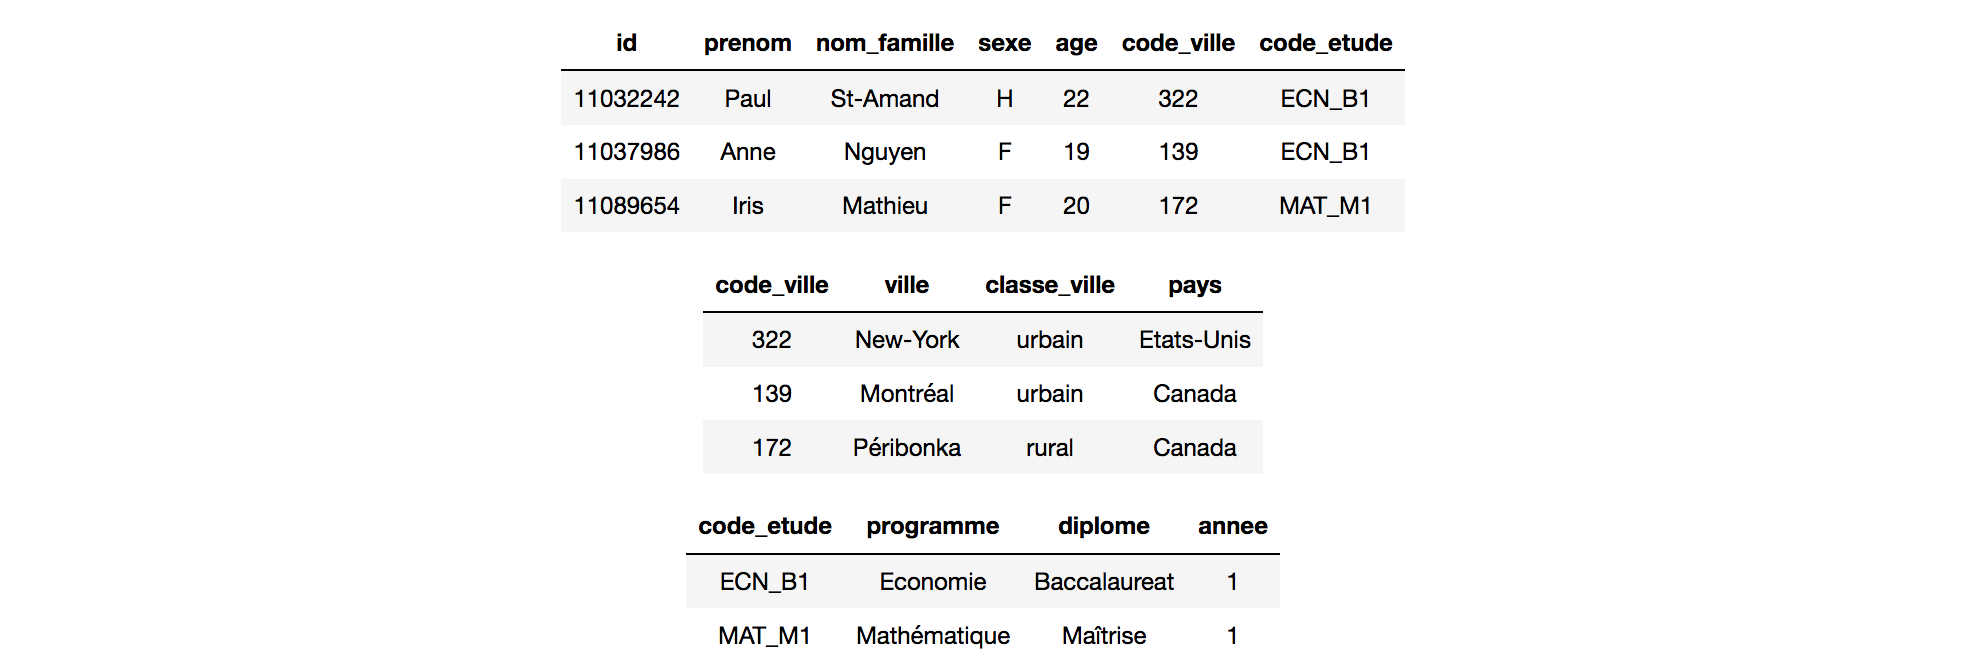 id prenom nom_famille sexe age code_ville code_etude
11032242 Paul St-Amand H 22 322 ECN_B1
11037986 Anne Nguyen F 19 139 ECN_B1
11089654 Iris Mathieu F 20 172 MAT_M1
code_ville ville classe_ville pays
322 New-York urbain Etats-Unis
139 Montréal urbain Canada
172 Péribonka rural Canada
code_etude programme diplome annee
ECN_B1 Economie Baccalaureat 1
MAT_M1 Mathématique Maîtrise 1